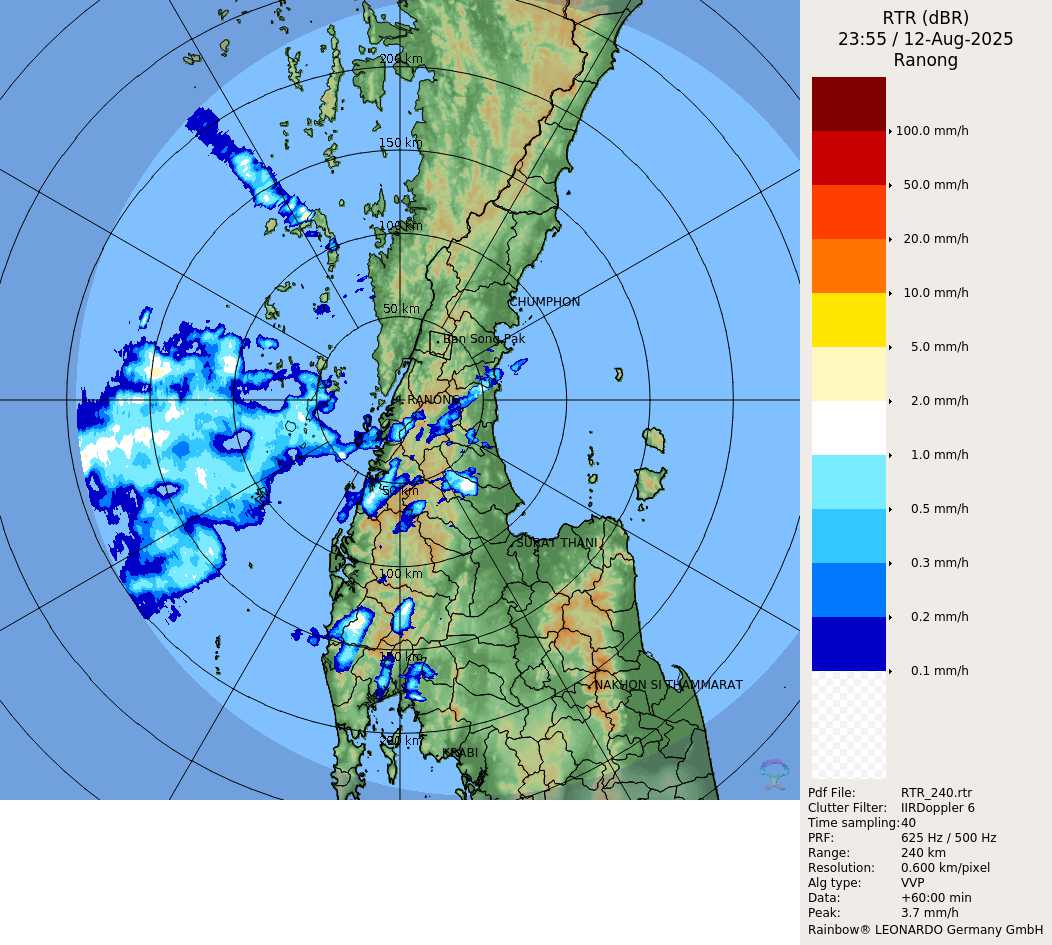 RTR (dBR)
23:55 / 12-Aug-2025
Ranong
100.0 mm/h
50.0 mm/h
20.0 mm/h
10.0 mm/h
5.0 mm/h
2.0 mm/h
1.0 mm/h
0.5 mm/h
0.3 mm/h
0.2 mm/h
0.1 mm/h
200 km
150 km
100 km
50 km
CHUMPHON
Ban Song Pak
RANONG
50 km
SURAT THANI
100 km
150 km
NAKHON SI THAMMARAT
200 km
KRABI
Pdf File: RTR_240.rtr
Clutter Filter: IIRDoppler 6
Time sampling: 40
PRF: 625 Hz / 500 Hz
Range: 240 km
Resolution: 0.600 km/pixel
Alg type: VVP
Data: +60:00 min
Peak: 3.7 mm/h
Rainbow® LEONARDO Germany GmbH